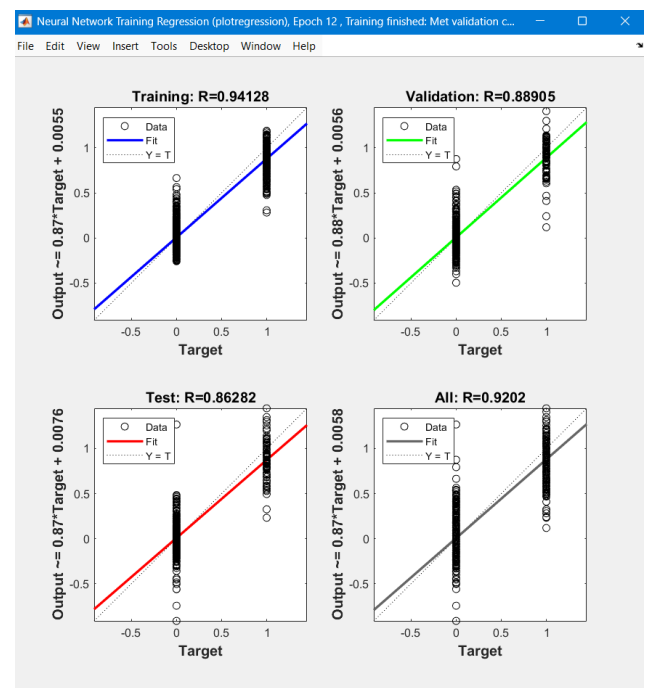 Neural Network Training Regression (plotregression), Epoch 12 , Training finished: Met validation c...
File Edit View Insert Tools Desktop Window Help
Training: R=0.94128
Output ~= 0.87*Target + 0.0055
Data
Fit
Y = T
1
0.5
0
-0.5
-0.5 0 0.5 1
Target
Validation: R=0.88905
Output ~= 0.88*Target + 0.0056
Data
Fit
Y = T
1
0.5
0
-0.5
-0.5 0 0.5 1
Target
Test: R=0.86282
Output ~= 0.87*Target + 0.0076
Data
Fit
Y = T
1
0.5
0
-0.5
-0.5 0 0.5 1
Target
All: R=0.9202
Output ~= 0.87*Target + 0.0058
Data
Fit
Y = T
1
0.5
0
-0.5
-0.5 0 0.5 1
Target